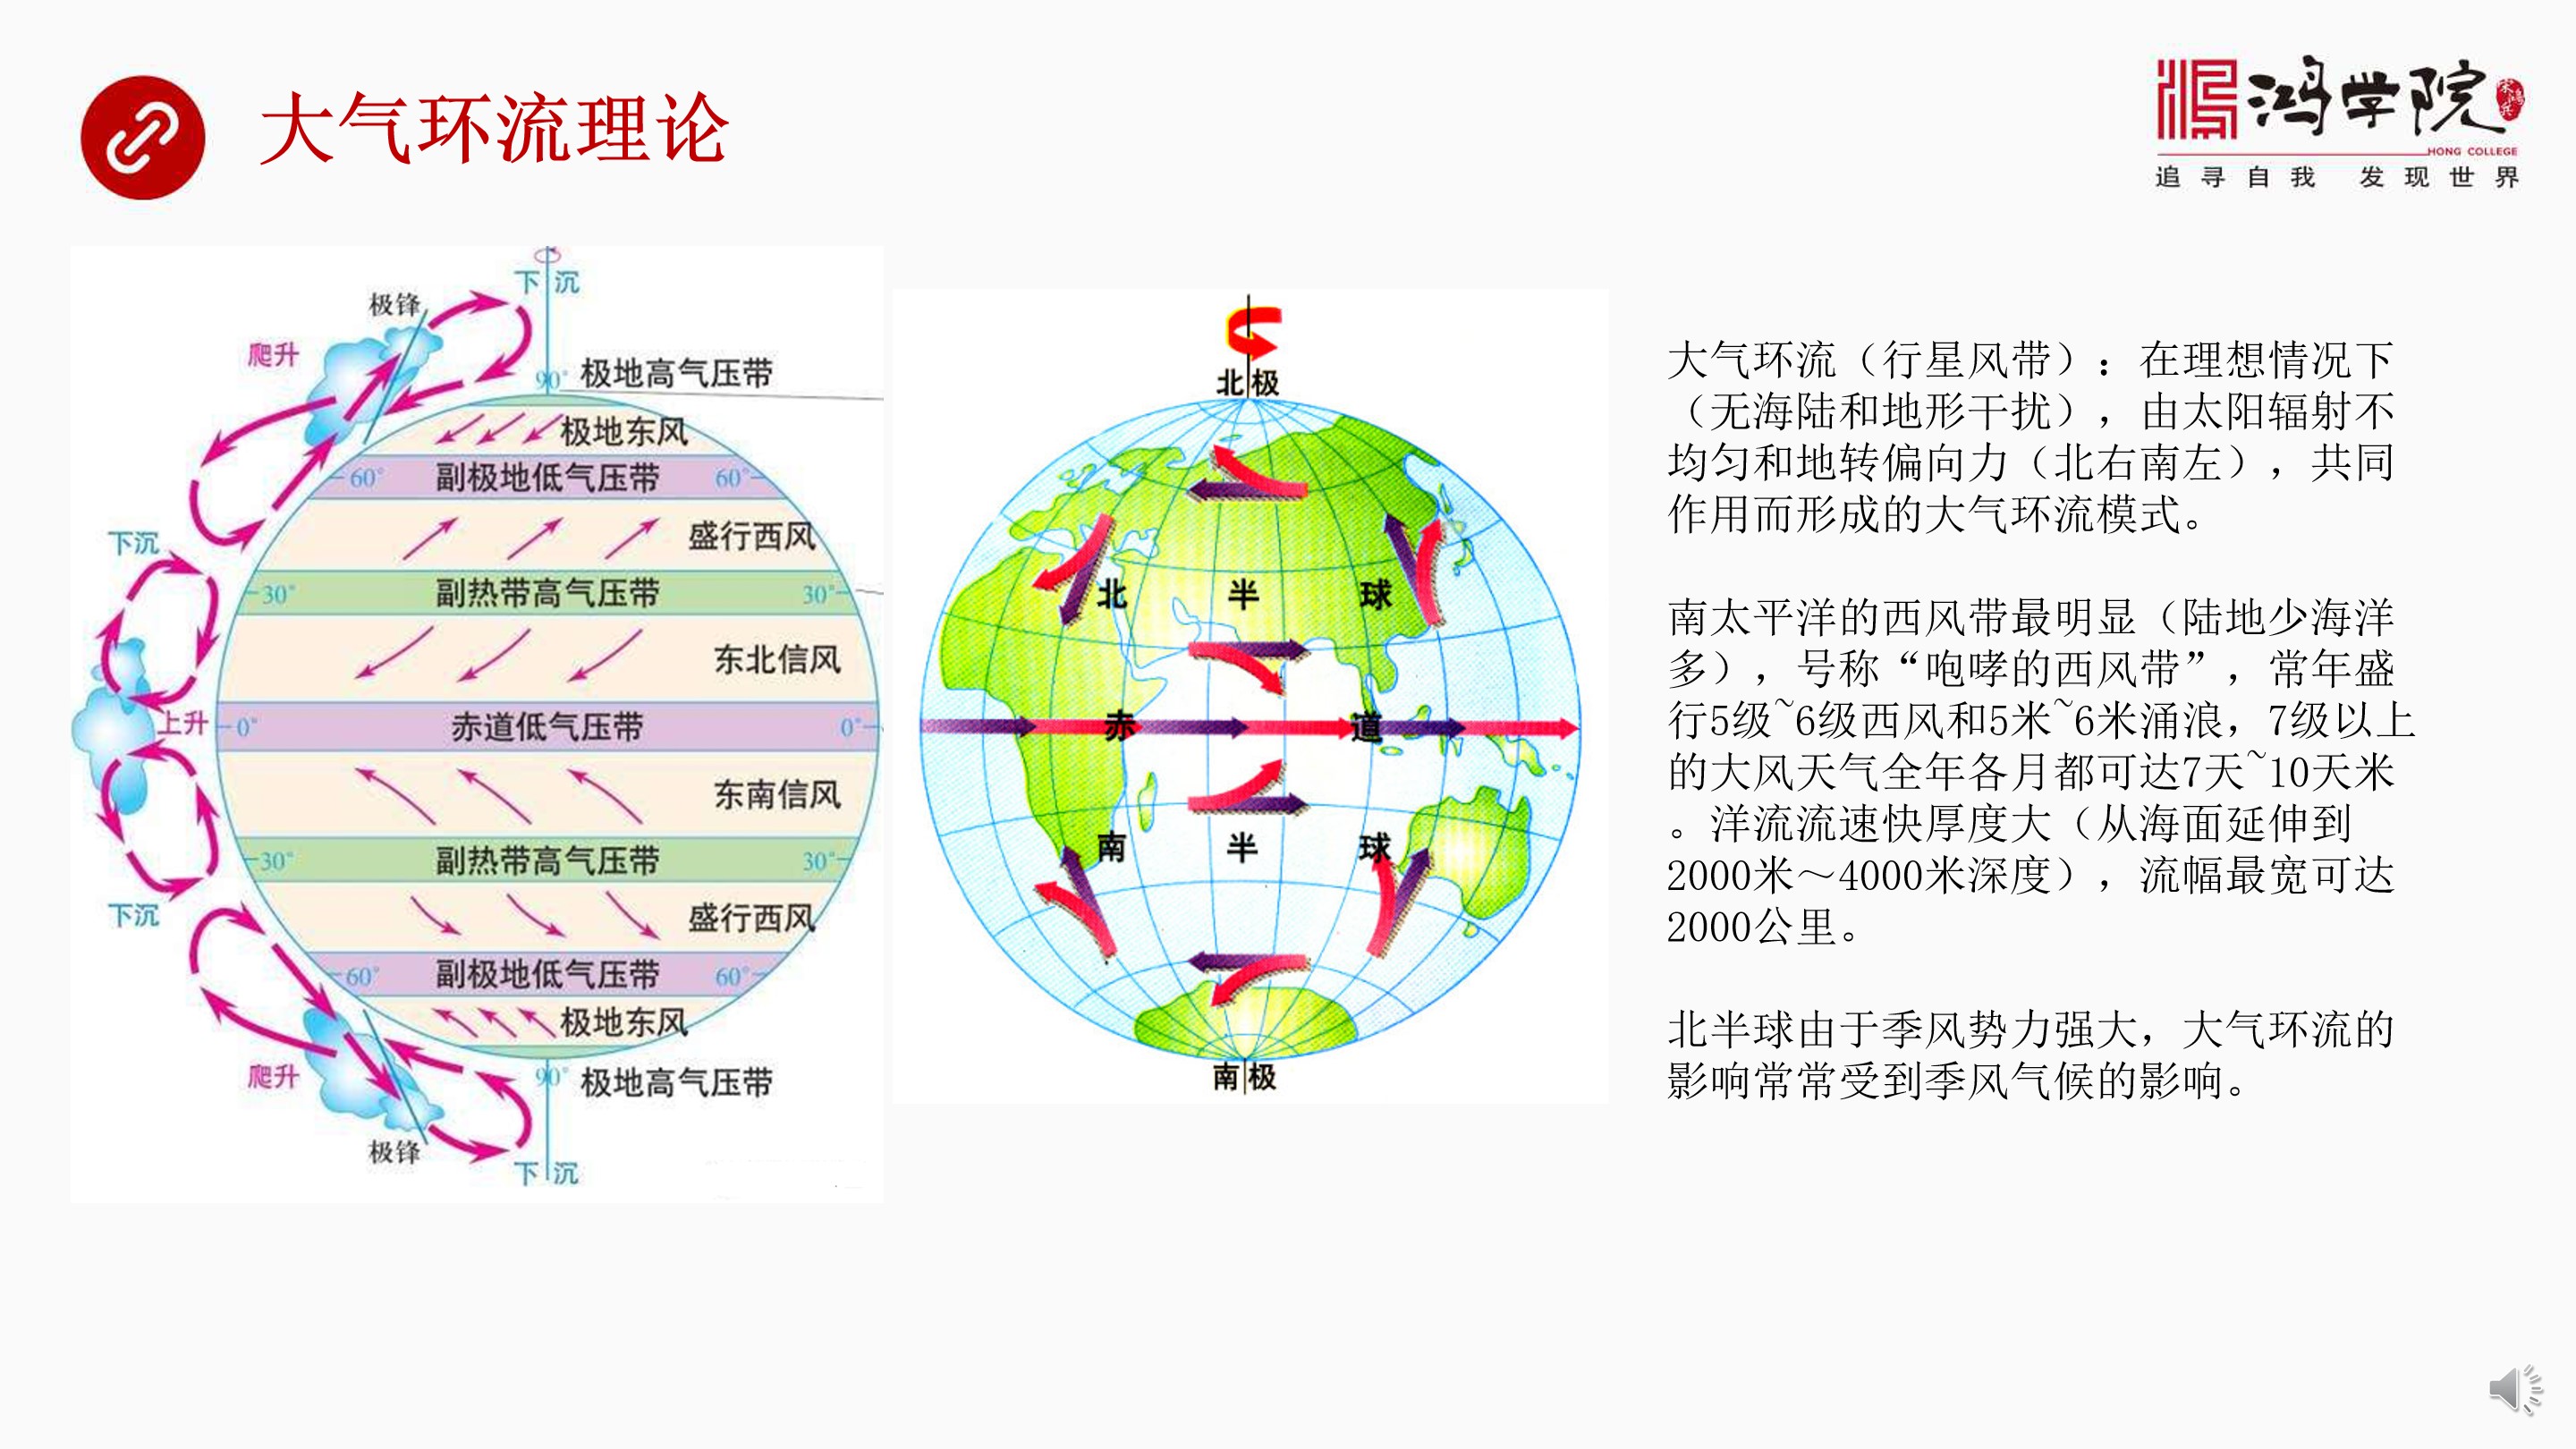 大气环流理论
鸿学院
HONG COLLEGE
追寻自我 发现世界
下沉
极锋
爬升
90° 极地高气压带
极地东风
60° 副极地低气压带 60°
盛行西风
下沉
30° 副热带高气压带 30°
东北信风
上升
0° 赤道低气压带 0°
东南信风
30° 副热带高气压带 30°
下沉
盛行西风
60° 副极地低气压带 60°
极地东风
爬升
90° 极地高气压带
极锋
下沉
北极
北半球
赤道
南半球
南极
大气环流（行星风带）：在理想情况下
（无海陆和地形干扰），由太阳辐射不
均匀和地转偏向力（北右南左），共同
作用而形成的大气环流模式。
南太平洋的西风带最明显（陆地少海洋
多），号称“咆哮的西风带”，常年盛
行5级~6级西风和5米~6米涌浪，7级以上
的大风天气全年各月都可达7天~10天米
。洋流流速快厚度大（从海面延伸到
2000米～4000米深度），流幅最宽可达
2000公里。
北半球由于季风势力强大，大气环流的
影响常常受到季风气候的影响。